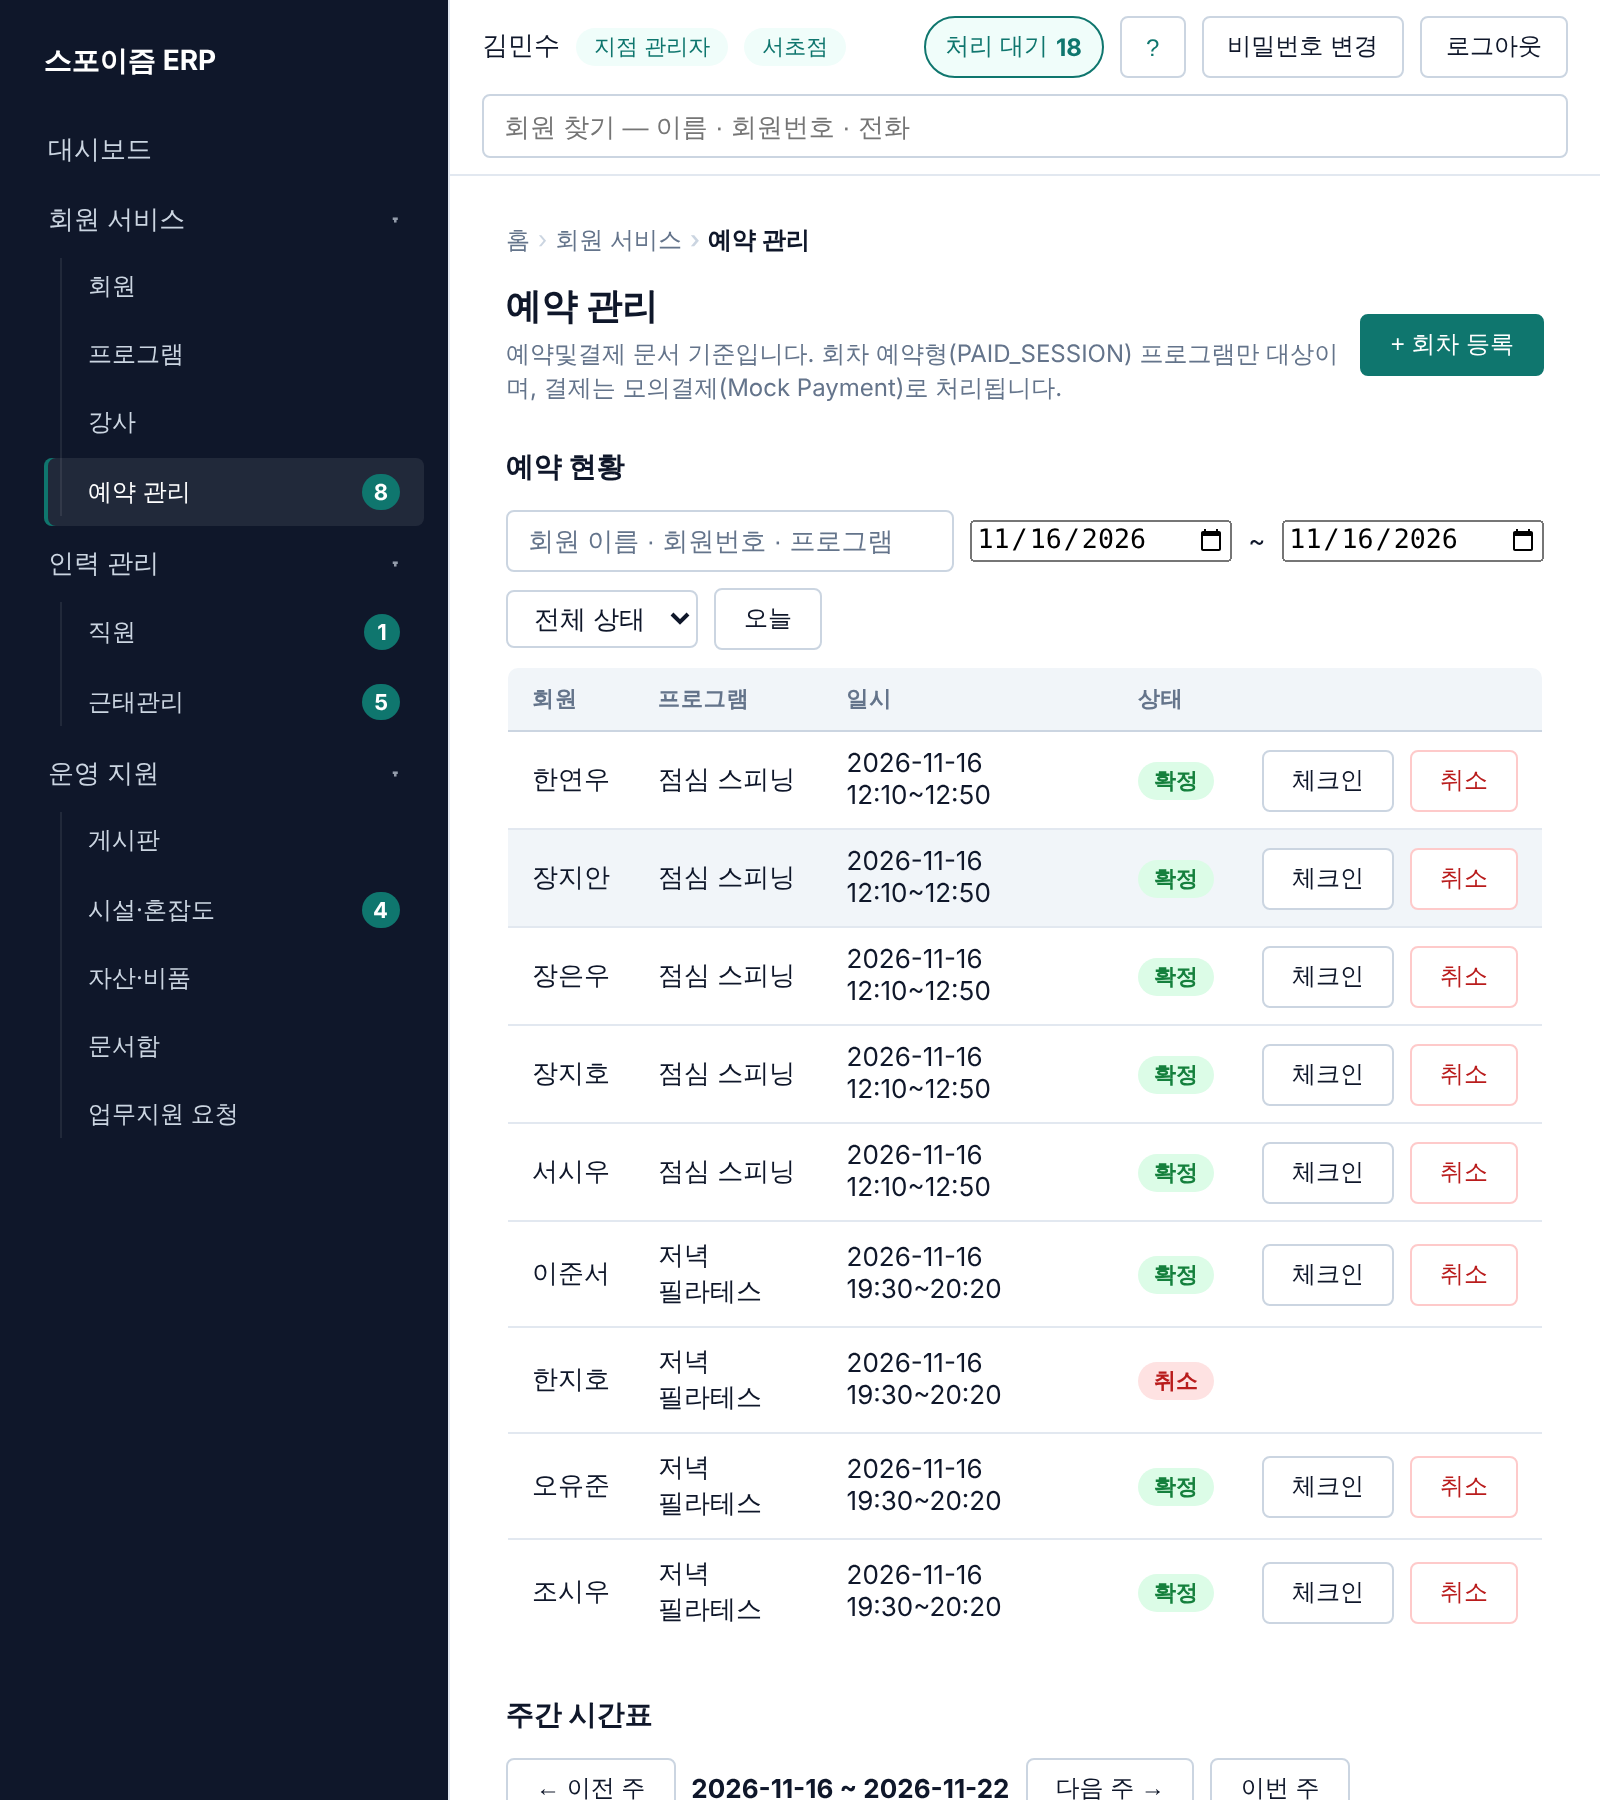 스포이즘 ERP
대시보드
회원 서비스
회원
프로그램
강사
예약 관리 8
인력 관리
직원 1
근태관리 5
운영 지원
게시판
시설·혼잡도 4
자산·비품
문서함
업무지원 요청
김민수 지점 관리자 서초점 처리 대기 18 ? 비밀번호 변경 로그아웃
회원 찾기 — 이름 · 회원번호 · 전화
홈 › 회원 서비스 › 예약 관리
예약 관리
예약및결제 문서 기준입니다. 회차 예약형(PAID_SESSION) 프로그램만 대상이
며, 결제는 모의결제(Mock Payment)로 처리됩니다.
+ 회차 등록
예약 현황
회원 이름 · 회원번호 · 프로그램 11/16/2026 ~ 11/16/2026
전체 상태 오늘
회원 프로그램 일시 상태
한연우 점심 스피닝 2026-11-16 12:10~12:50 확정 체크인 취소
장지안 점심 스피닝 2026-11-16 12:10~12:50 확정 체크인 취소
장은우 점심 스피닝 2026-11-16 12:10~12:50 확정 체크인 취소
장지호 점심 스피닝 2026-11-16 12:10~12:50 확정 체크인 취소
서시우 점심 스피닝 2026-11-16 12:10~12:50 확정 체크인 취소
이준서 저녁 필라테스 2026-11-16 19:30~20:20 확정 체크인 취소
한지호 저녁 필라테스 2026-11-16 19:30~20:20 취소
오유준 저녁 필라테스 2026-11-16 19:30~20:20 확정 체크인 취소
조시우 저녁 필라테스 2026-11-16 19:30~20:20 확정 체크인 취소
주간 시간표
← 이전 주 2026-11-16 ~ 2026-11-22 다음 주 → 이번 주